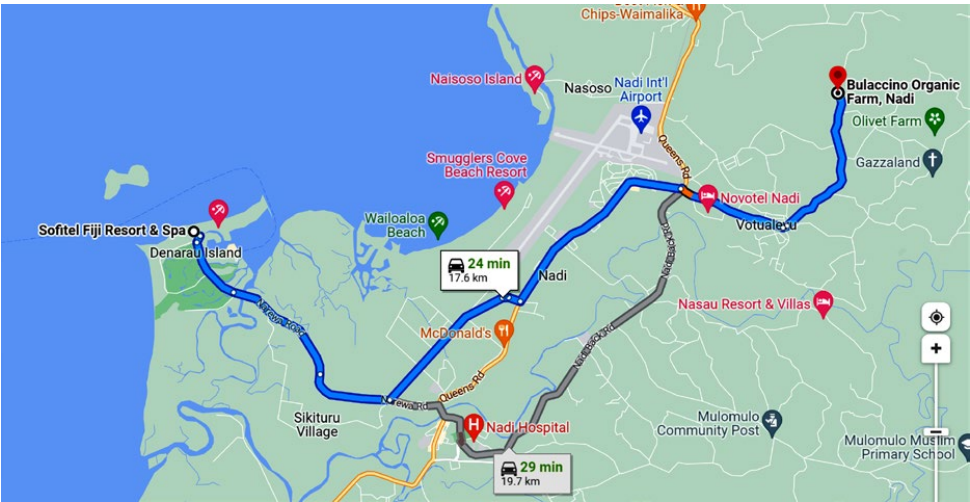 Chips-Waimalika
Naisoso Island
Nasoso
Nadi Int'l
Airport
Bulaccino Organic
Farm, Nadi
Olivet Farm
Gazzaland
Queens Rd
Smugglers Cove
Beach Resort
Novotel Nadi
Votualevu
Wailoaloa
Beach
Sofitel Fiji Resort & Spa
Denarau Island
24 min
17.6 km
Nadi
Nasau Resort & Villas
McDonald's
Nadi Back Rd
Queens Rd
Sikituru
Village
Nadi Hospital
H
Mulomulo
Community Post
Mulomulo Muslim
Primary School
29 min
19.7 km
+